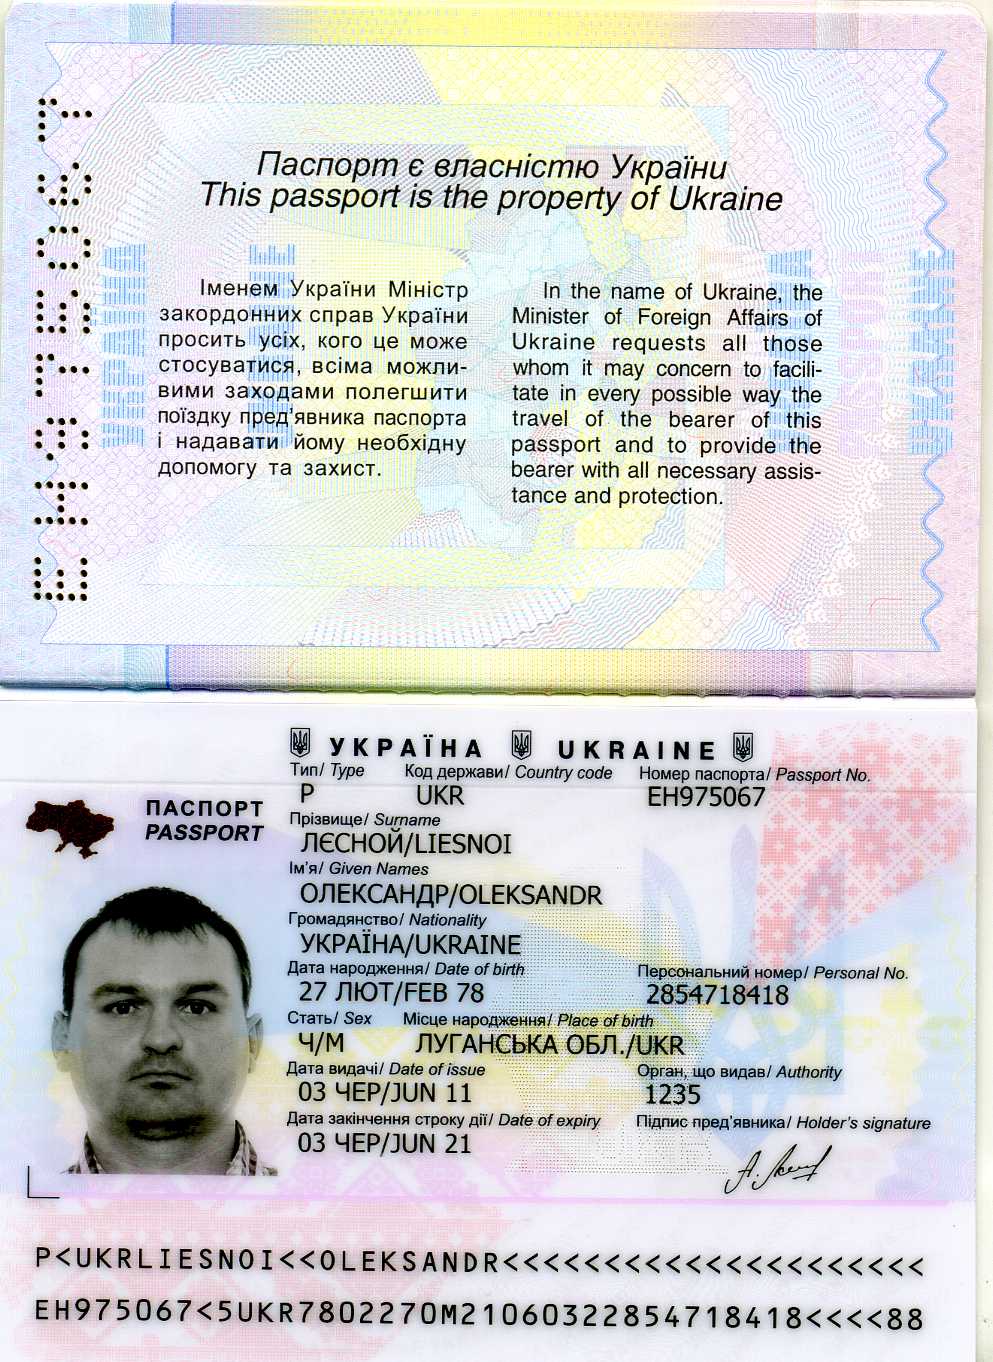 EH975067
Паспорт є власністю України
This passport is the property of Ukraine
Іменем України Міністр
закордонних справ України
просить усіх, кого це може
стосуватися, всіма можли-
вими заходами полегшити
поїздку пред'явника паспорта
і надавати йому необхідну
допомогу та захист.
In the name of Ukraine, the
Minister of Foreign Affairs of
Ukraine requests all those
whom it may concern to facili-
tate in every possible way the
travel of the bearer of this
passport and to provide the
bearer with all necessary assis-
tance and protection.
УКРАЇНА UKRAINE
ПАСПОРТ
PASSPORT
Тип/ Type Код держави/ Country code Номер паспорта/ Passport No.
P UKR EH975067
Прізвище/ Surname
ЛЄСНОЙ/LIESNOI
Ім'я/ Given Names
ОЛЕКСАНДР/OLEKSANDR
Громадянство/ Nationality
УКРАЇНА/UKRAINE
Дата народження/ Date of birth Персональний номер/ Personal No.
27 ЛЮТ/FEB 78 2854718418
Стать/ Sex Місце народження/ Place of birth
Ч/M ЛУГАНСЬКА ОБЛ./UKR
Дата видачі/ Date of issue Орган, що видав/ Authority
03 ЧЕР/JUN 11 1235
Дата закінчення строку дії/ Date of expiry Підпис пред'явника/ Holder's signature
03 ЧЕР/JUN 21
P<UKRLIESNOI<<OLEKSANDR<<<<<<<<<<<<<<<<<<<<<
EH975067<5UKR7802270M21060322854718418<<<<88